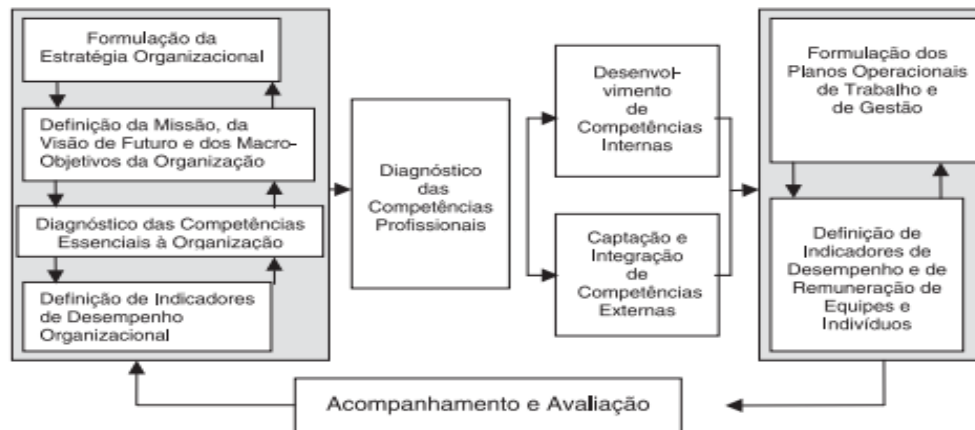 Formulação da
Estratégia Organizacional
Definição da Missão, da
Visão de Futuro e dos Macro-
Objetivos da Organização
Diagnóstico das Competências
Essenciais à Organização
Definição de Indicadores
de Desempenho
Organizacional
Diagnóstico
das
Competências
Profissionais
Desenvol-
vimento
de
Competências
Internas
Captação e
Integração
de
Competências
Externas
Formulação dos
Planos Operacionais
de Trabalho e
de Gestão
Definição de
Indicadores de
Desempenho e de
Remuneração de
Equipes e
Indivíduos
Acompanhamento e Avaliação